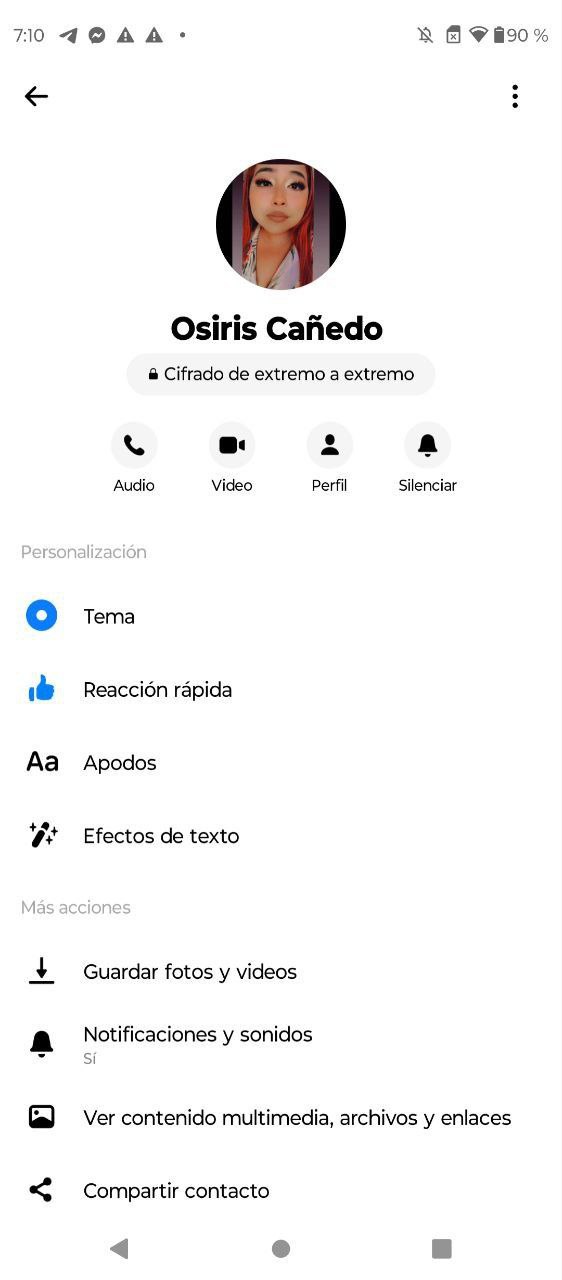 7:10
90 %
Osiris Cañedo
Cifrado de extremo a extremo
Audio Video Perfil Silenciar
Personalización
Tema
Reacción rápida
Aa Apodos
Efectos de texto
Más acciones
Guardar fotos y videos
Notificaciones y sonidos
Sí
Ver contenido multimedia, archivos y enlaces
Compartir contacto